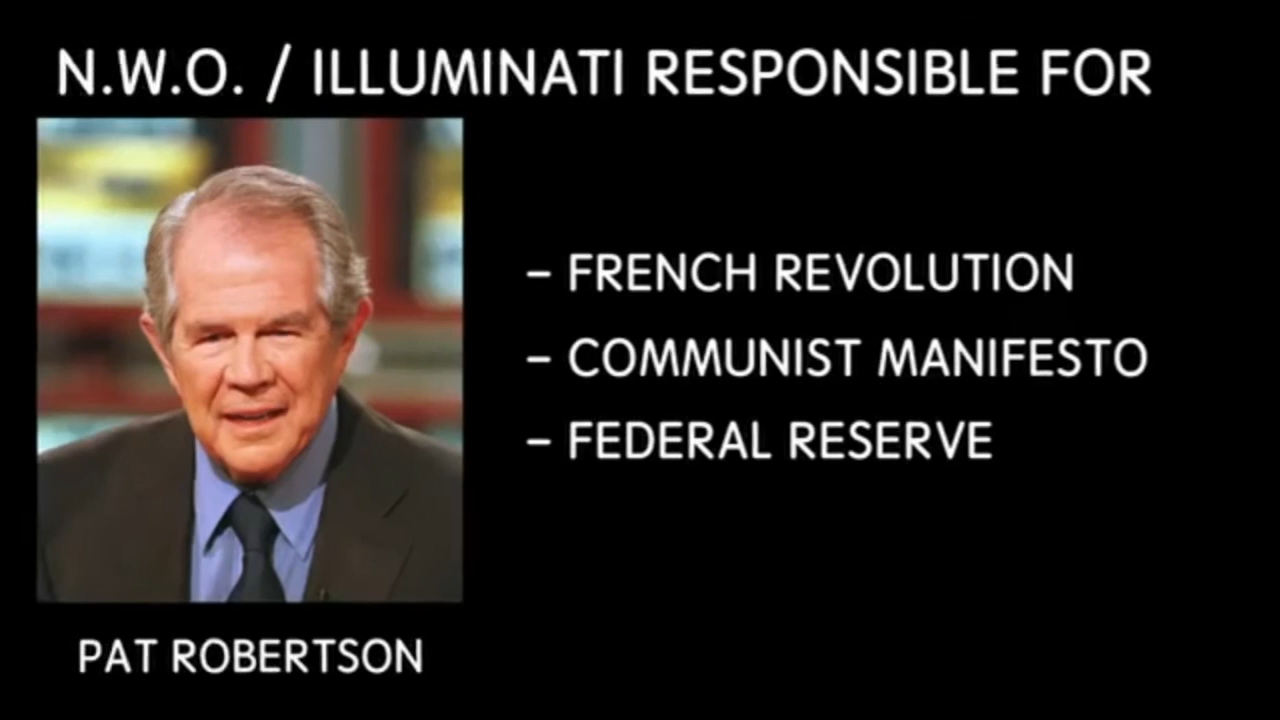 N.W.O. / ILLUMINATI RESPONSIBLE FOR
– FRENCH REVOLUTION
– COMMUNIST MANIFESTO
– FEDERAL RESERVE
PAT ROBERTSON